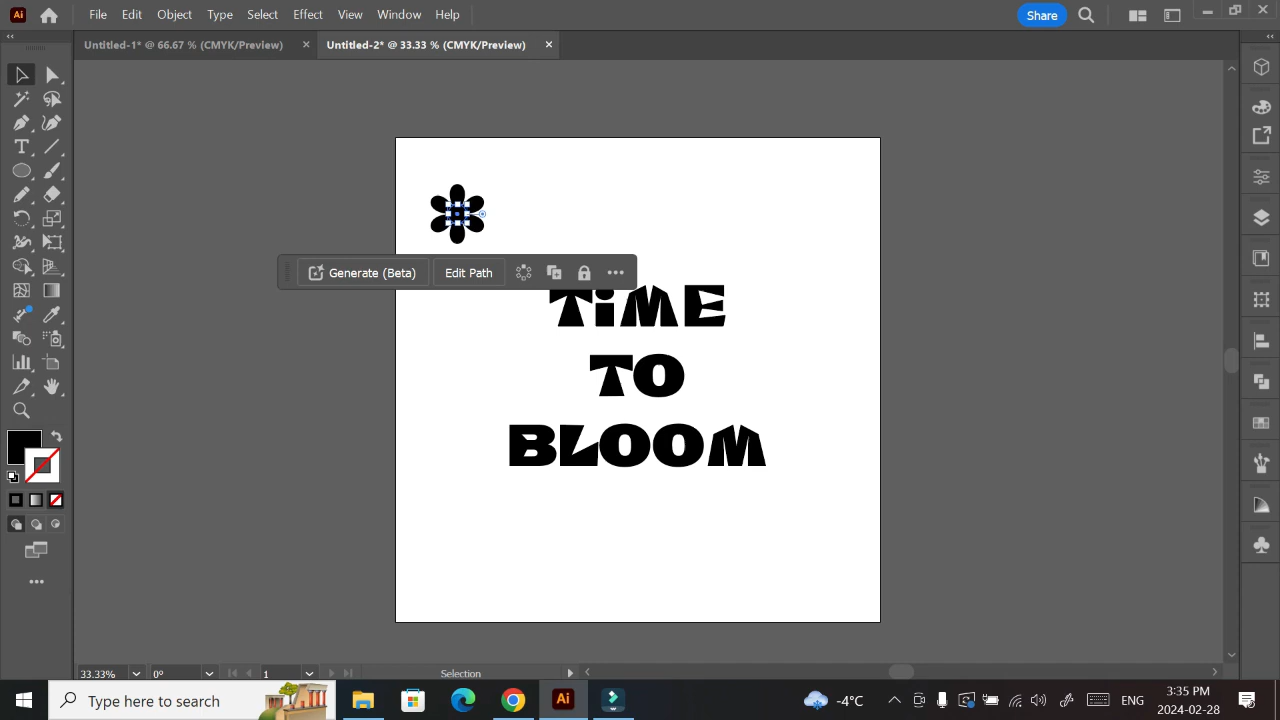 Ai File Edit Object Type Select Effect View Window Help Share
Untitled-1* @ 66.67 % (CMYK/Preview) × Untitled-2* @ 33.33 % (CMYK/Preview) ×
Generate (Beta) Edit Path
TiME
TO
BLOOM
33.33% 0° 1 Selection
Type here to search Ai -4°C ENG 3:35 PM
2024-02-28